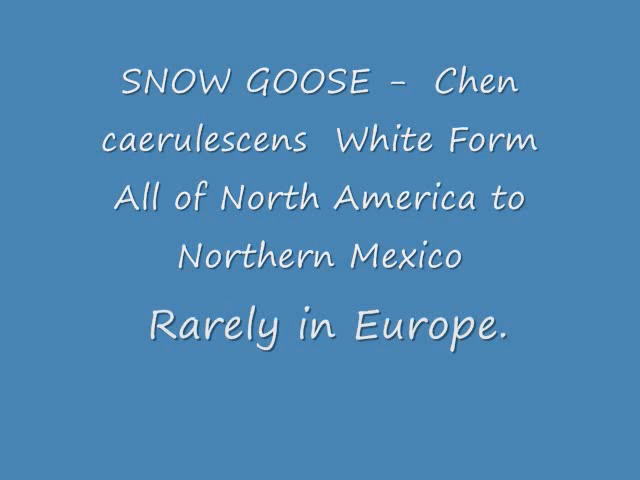 SNOW GOOSE - Chen
caerulescens White Form
All of North America to
Northern Mexico
Rarely in Europe.